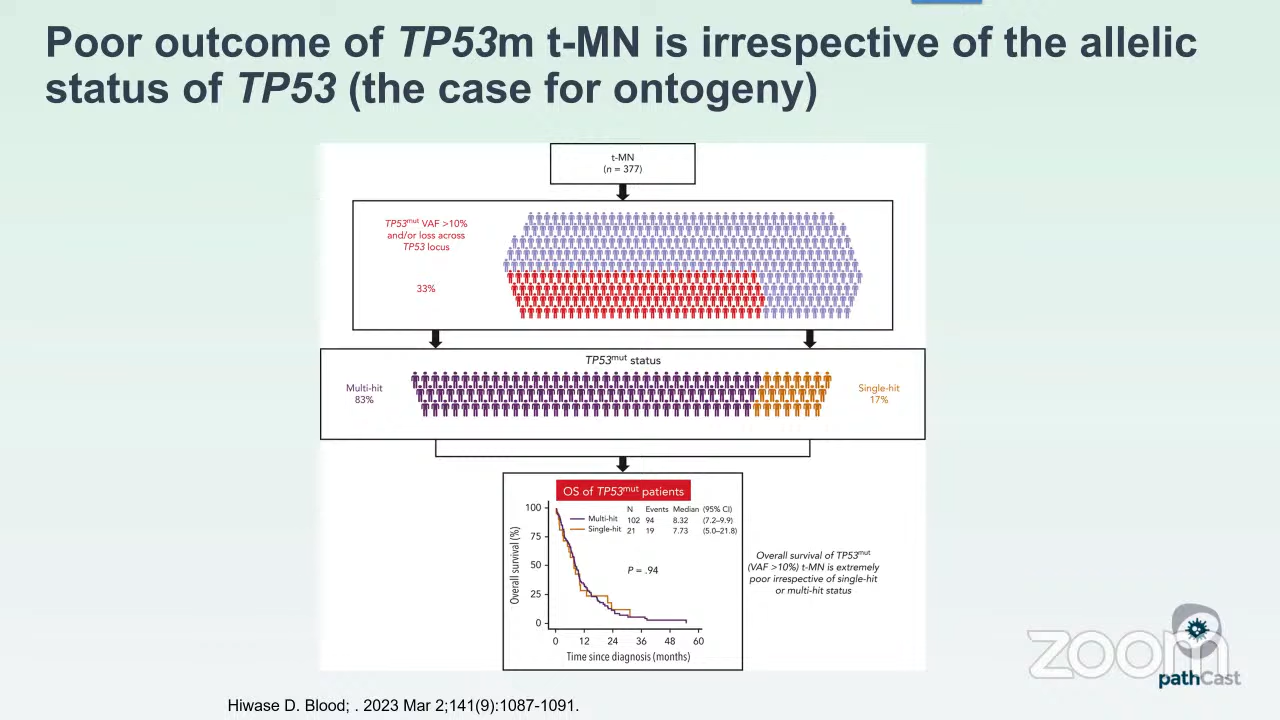 Poor outcome of TP53m t-MN is irrespective of the allelic
status of TP53 (the case for ontogeny)
t-MN
(n = 377)
TP53mut VAF >10%
and/or loss across
TP53 locus
33%
TP53mut status
Multi-hit
83%
Single-hit
17%
OS of TP53mut patients
N Events Median (95% CI)
Multi-hit 102 94 8.32 (7.2–9.9)
Single-hit 21 19 7.73 (5.0–21.8)
P = .94
Overall survival (%)
100
75
50
25
0
0 12 24 36 48 60
Time since diagnosis (months)
Overall survival of TP53mut
(VAF >10%) t-MN is extremely
poor irrespective of single-hit
or multi-hit status
zoom
pathCast
Hiwase D. Blood; . 2023 Mar 2;141(9):1087-1091.